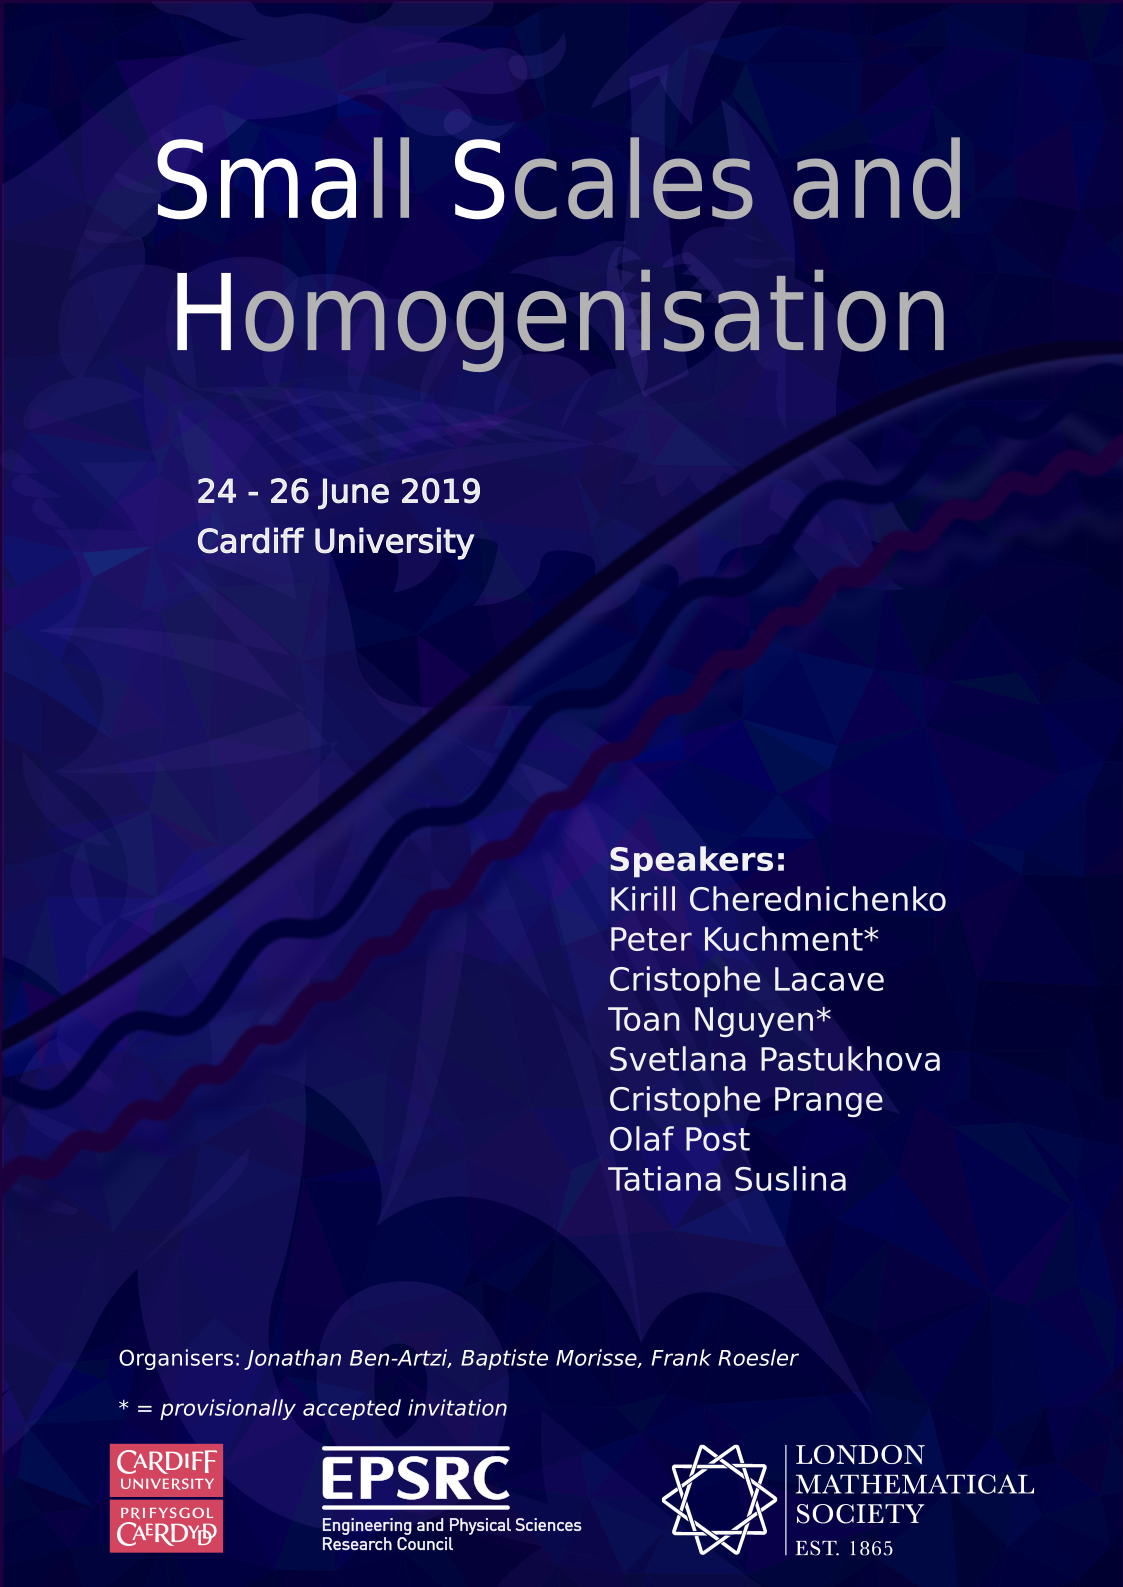 Small Scales and
Homogenisation
24 - 26 June 2019
Cardiff University
Speakers:
Kirill Cherednichenko
Peter Kuchment*
Cristophe Lacave
Toan Nguyen*
Svetlana Pastukhova
Cristophe Prange
Olaf Post
Tatiana Suslina
Organisers: Jonathan Ben-Artzi, Baptiste Morisse, Frank Roesler
* = provisionally accepted invitation
CARDIFF
UNIVERSITY
PRIFYSGOL
CAERDYDD
EPSRC
Engineering and Physical Sciences
Research Council
LONDON
MATHEMATICAL
SOCIETY
EST. 1865